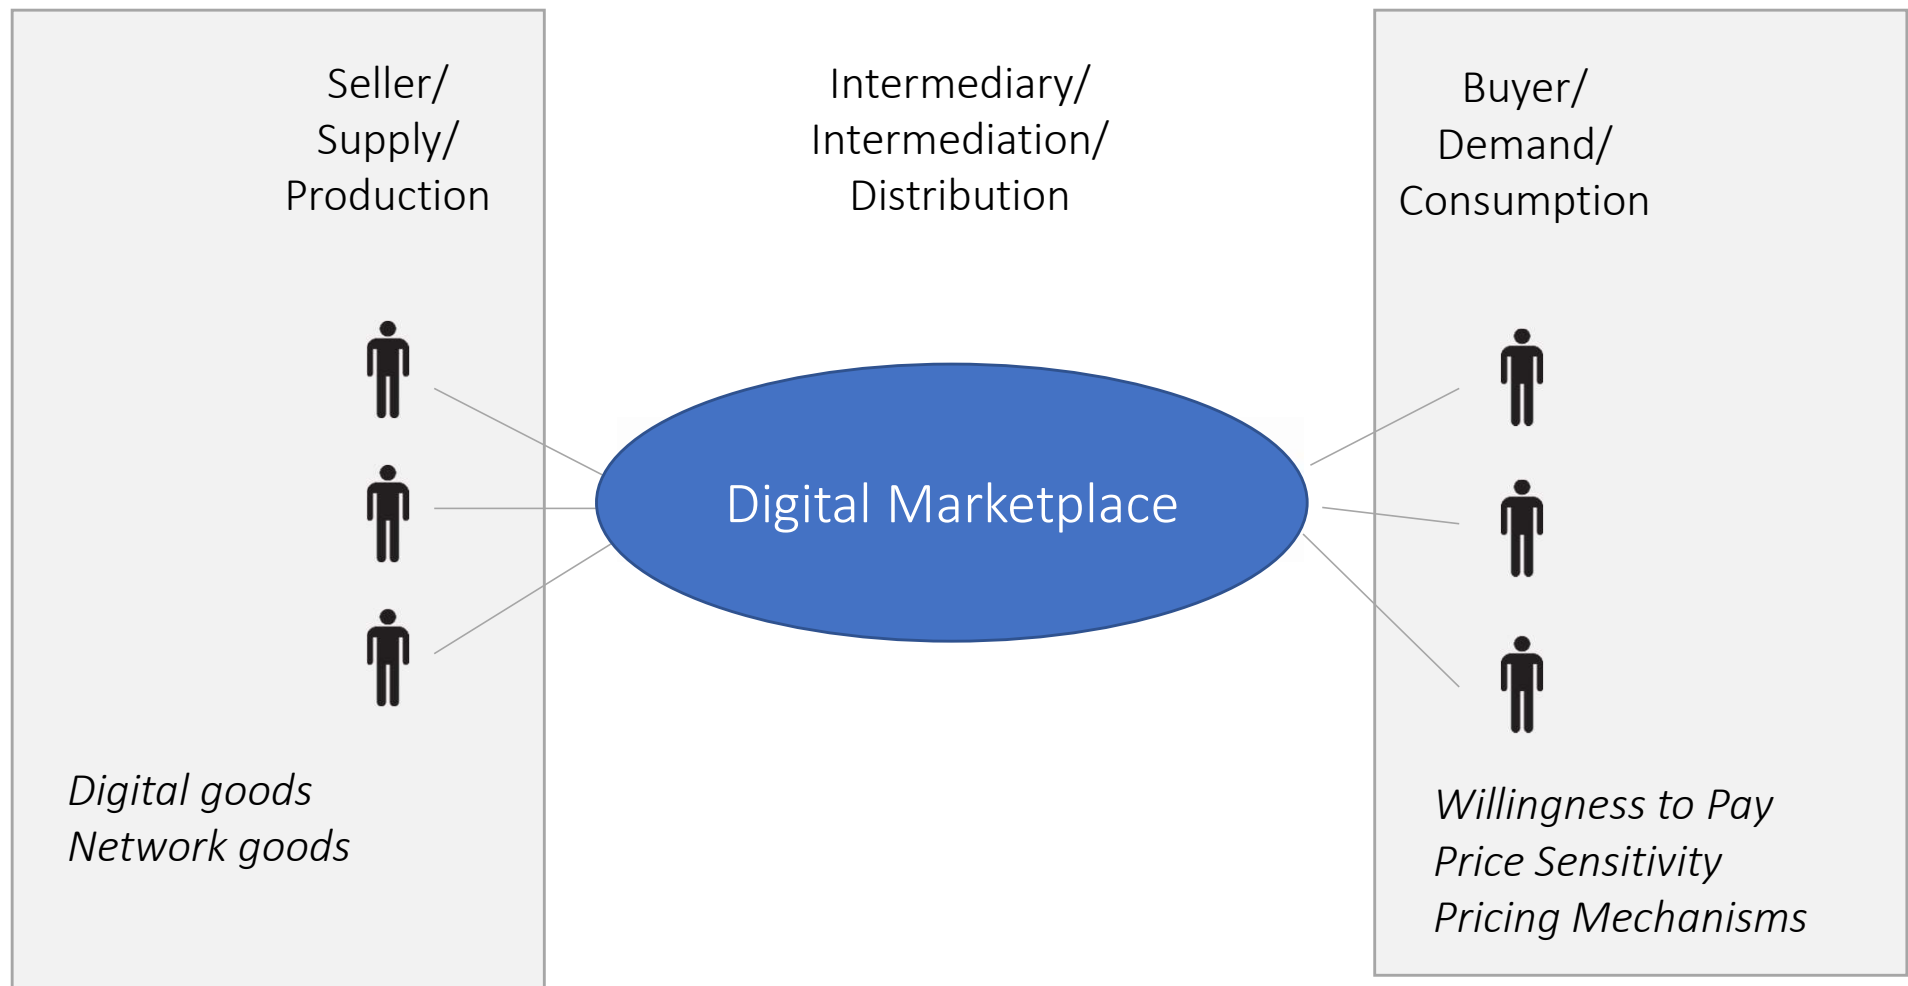 Seller/
Supply/
Production
Intermediary/
Intermediation/
Distribution
Buyer/
Demand/
Consumption
Digital Marketplace
Digital goods
Network goods
Willingness to Pay
Price Sensitivity
Pricing Mechanisms